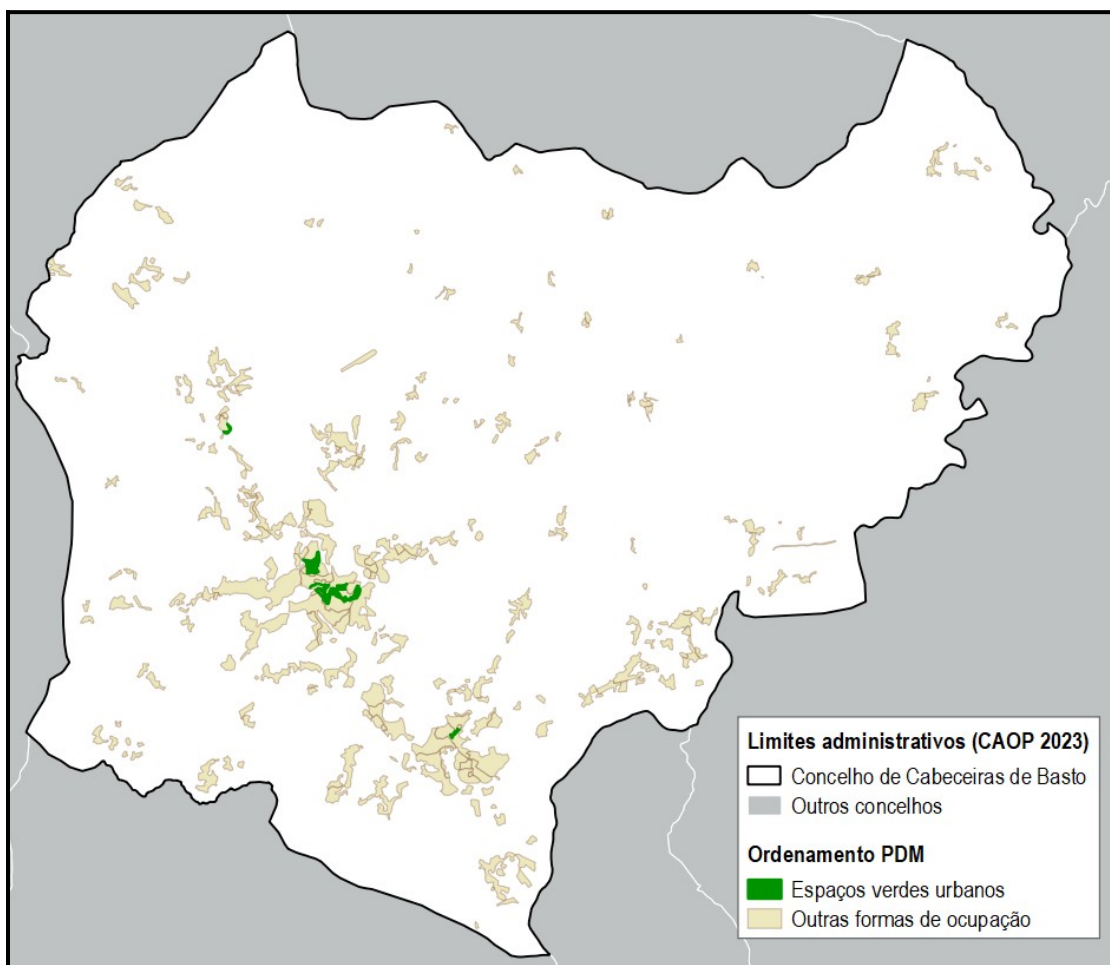 Limites administrativos (CAOP 2023)
Concelho de Cabeceiras de Basto
Outros concelhos
Ordenamento PDM
Espaços verdes urbanos
Outras formas de ocupação